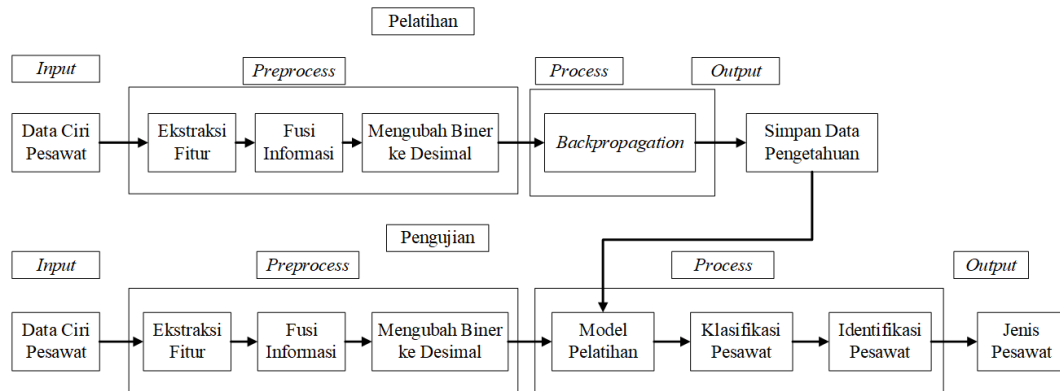 Pelatihan
Input
Preprocess
Process
Output
Data Ciri
Pesawat
Ekstraksi
Fitur
Fusi
Informasi
Mengubah Biner
ke Desimal
Backpropagation
Simpan Data
Pengetahuan
Pengujian
Input
Preprocess
Process
Output
Data Ciri
Pesawat
Ekstraksi
Fitur
Fusi
Informasi
Mengubah Biner
ke Desimal
Model
Pelatihan
Klasifikasi
Pesawat
Identifikasi
Pesawat
Jenis
Pesawat